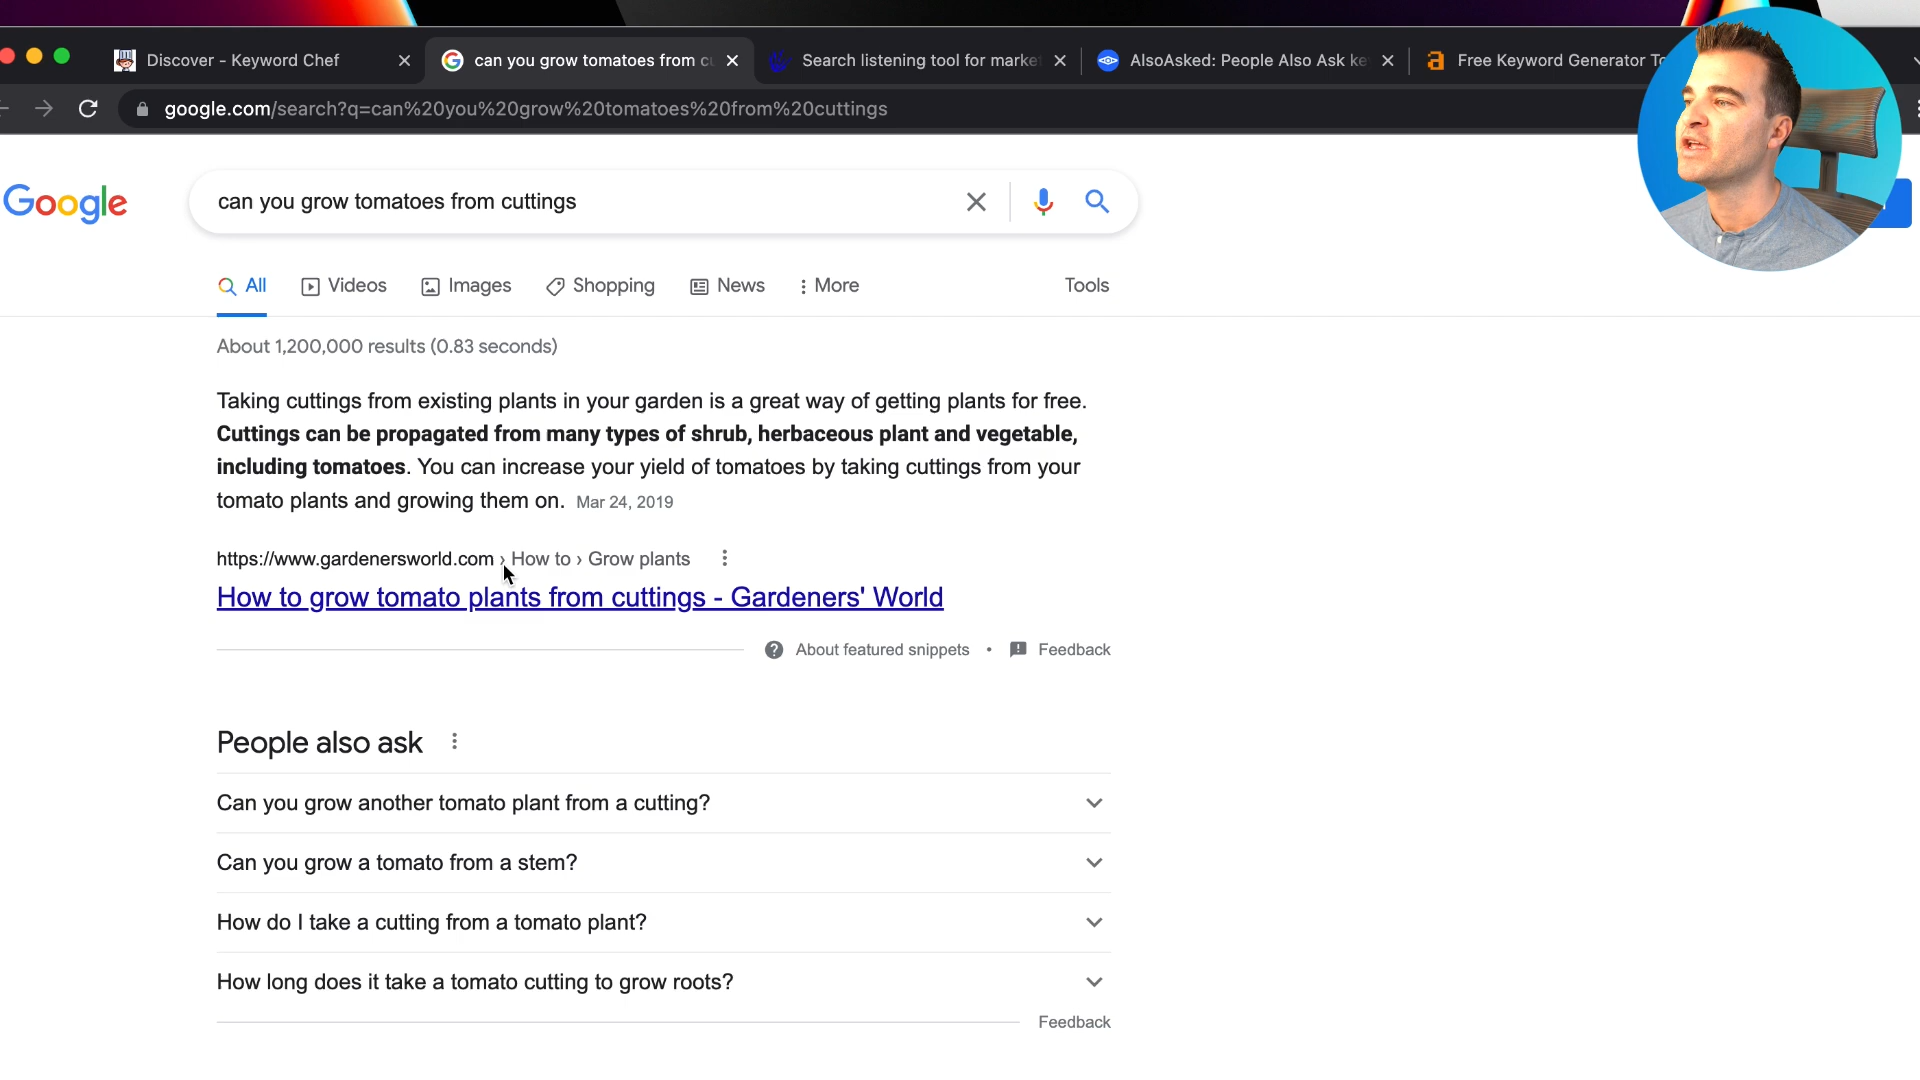 Discover - Keyword Chef
can you grow tomatoes from cu
Search listening tool for market
AlsoAsked: People Also Ask ke
Free Keyword Generator To
google.com/search?q=can%20you%20grow%20tomatoes%20from%20cuttings
Google
can you grow tomatoes from cuttings
All Videos Images Shopping News More Tools
About 1,200,000 results (0.83 seconds)
Taking cuttings from existing plants in your garden is a great way of getting plants for free.
Cuttings can be propagated from many types of shrub, herbaceous plant and vegetable,
including tomatoes. You can increase your yield of tomatoes by taking cuttings from your
tomato plants and growing them on. Mar 24, 2019
https://www.gardenersworld.com › How to › Grow plants
How to grow tomato plants from cuttings - Gardeners' World
About featured snippets • Feedback
People also ask
Can you grow another tomato plant from a cutting?
Can you grow a tomato from a stem?
How do I take a cutting from a tomato plant?
How long does it take a tomato cutting to grow roots?
Feedback